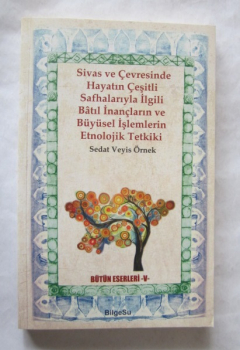 Sivas ve Çevresinde
Hayatın Çeşitli
Safhalarıyla İlgili
Bâtıl İnançların ve
Büyüsel İşlemlerin
Etnolojik Tetkiki
Sedat Veyis Örnek
BÜTÜN ESERLERİ -V-
BilgeSu